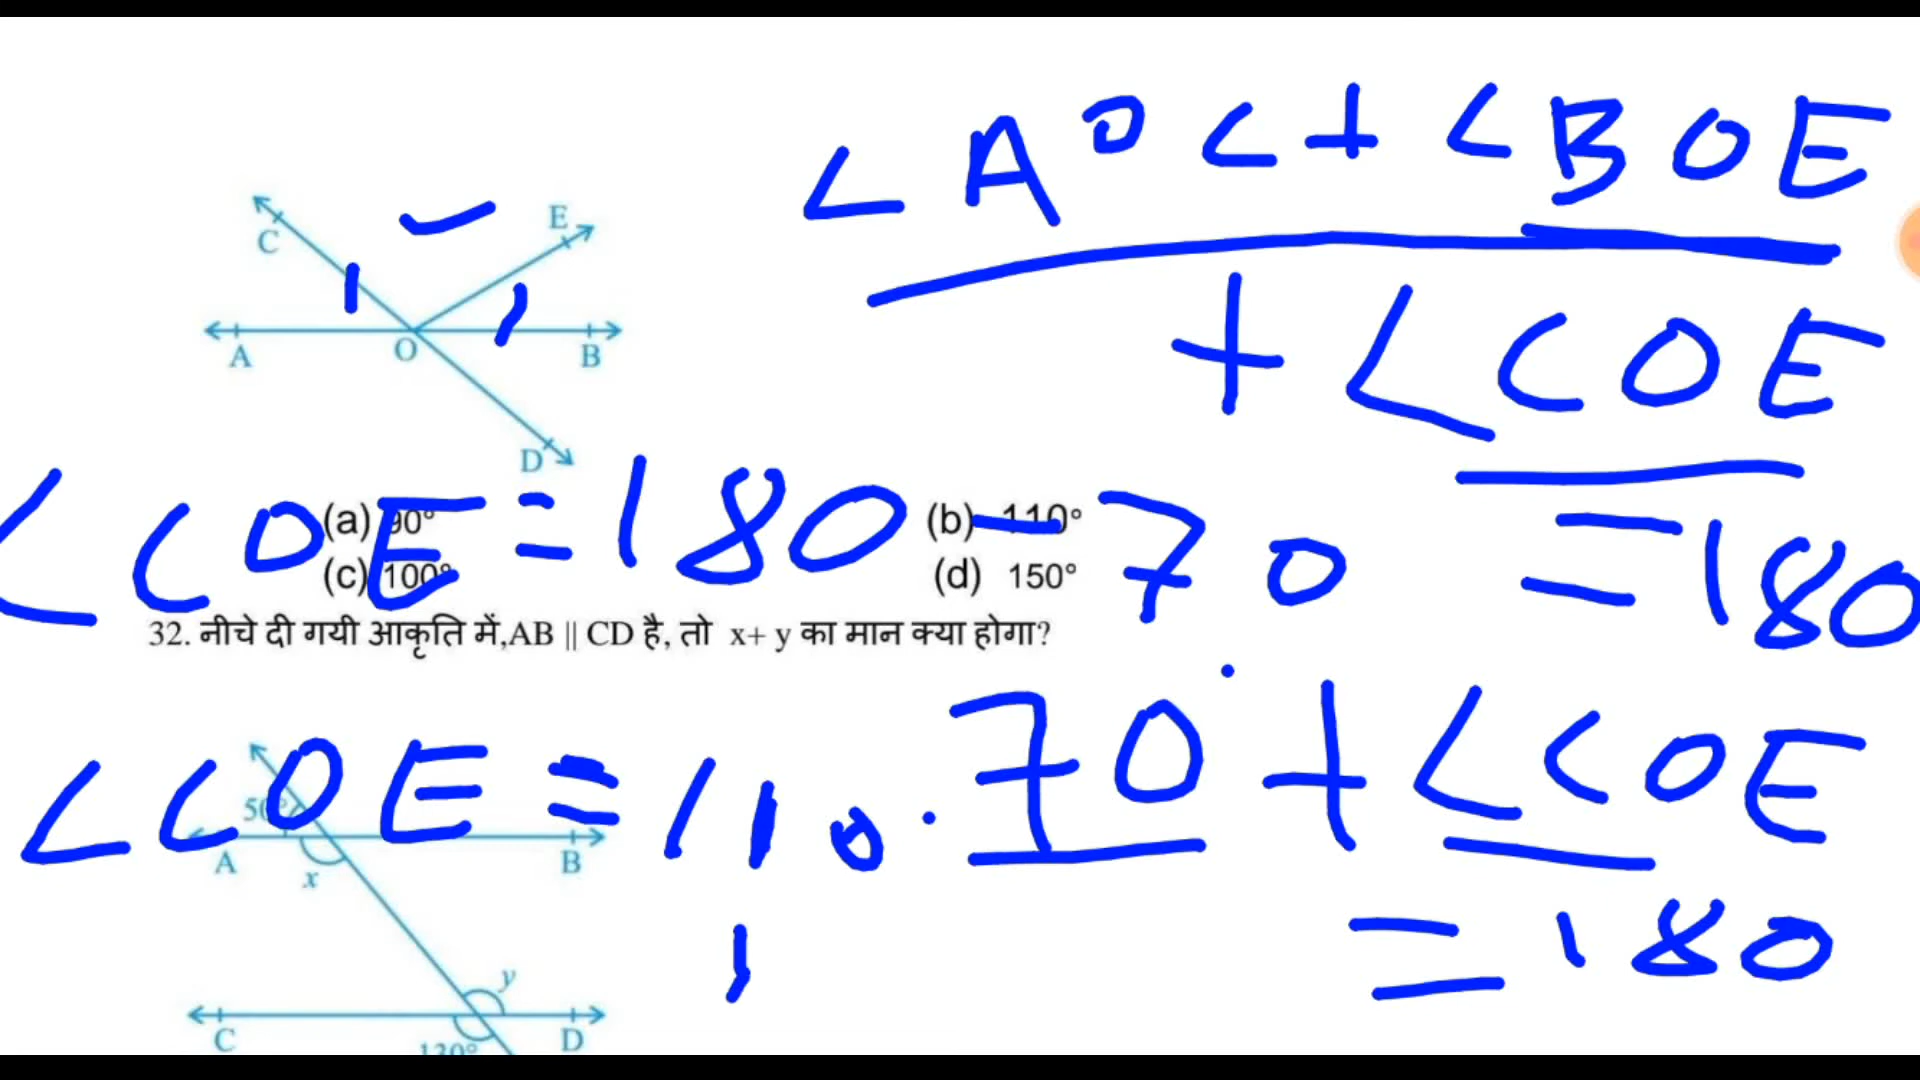 ∠AOC + ∠BOE
+ ∠COE
= 180
C
E
A
O
B
D
(a) 90° (b) 110°
(c) 100° (d) 150°
∠COE = 180 - 70
32. नीचे दी गयी आकृति में,AB || CD है, तो x+ y का मान क्या होगा?
70 + ∠COE
= 180
∠COE = 110
50°
A
B
x
y
C
D
130°